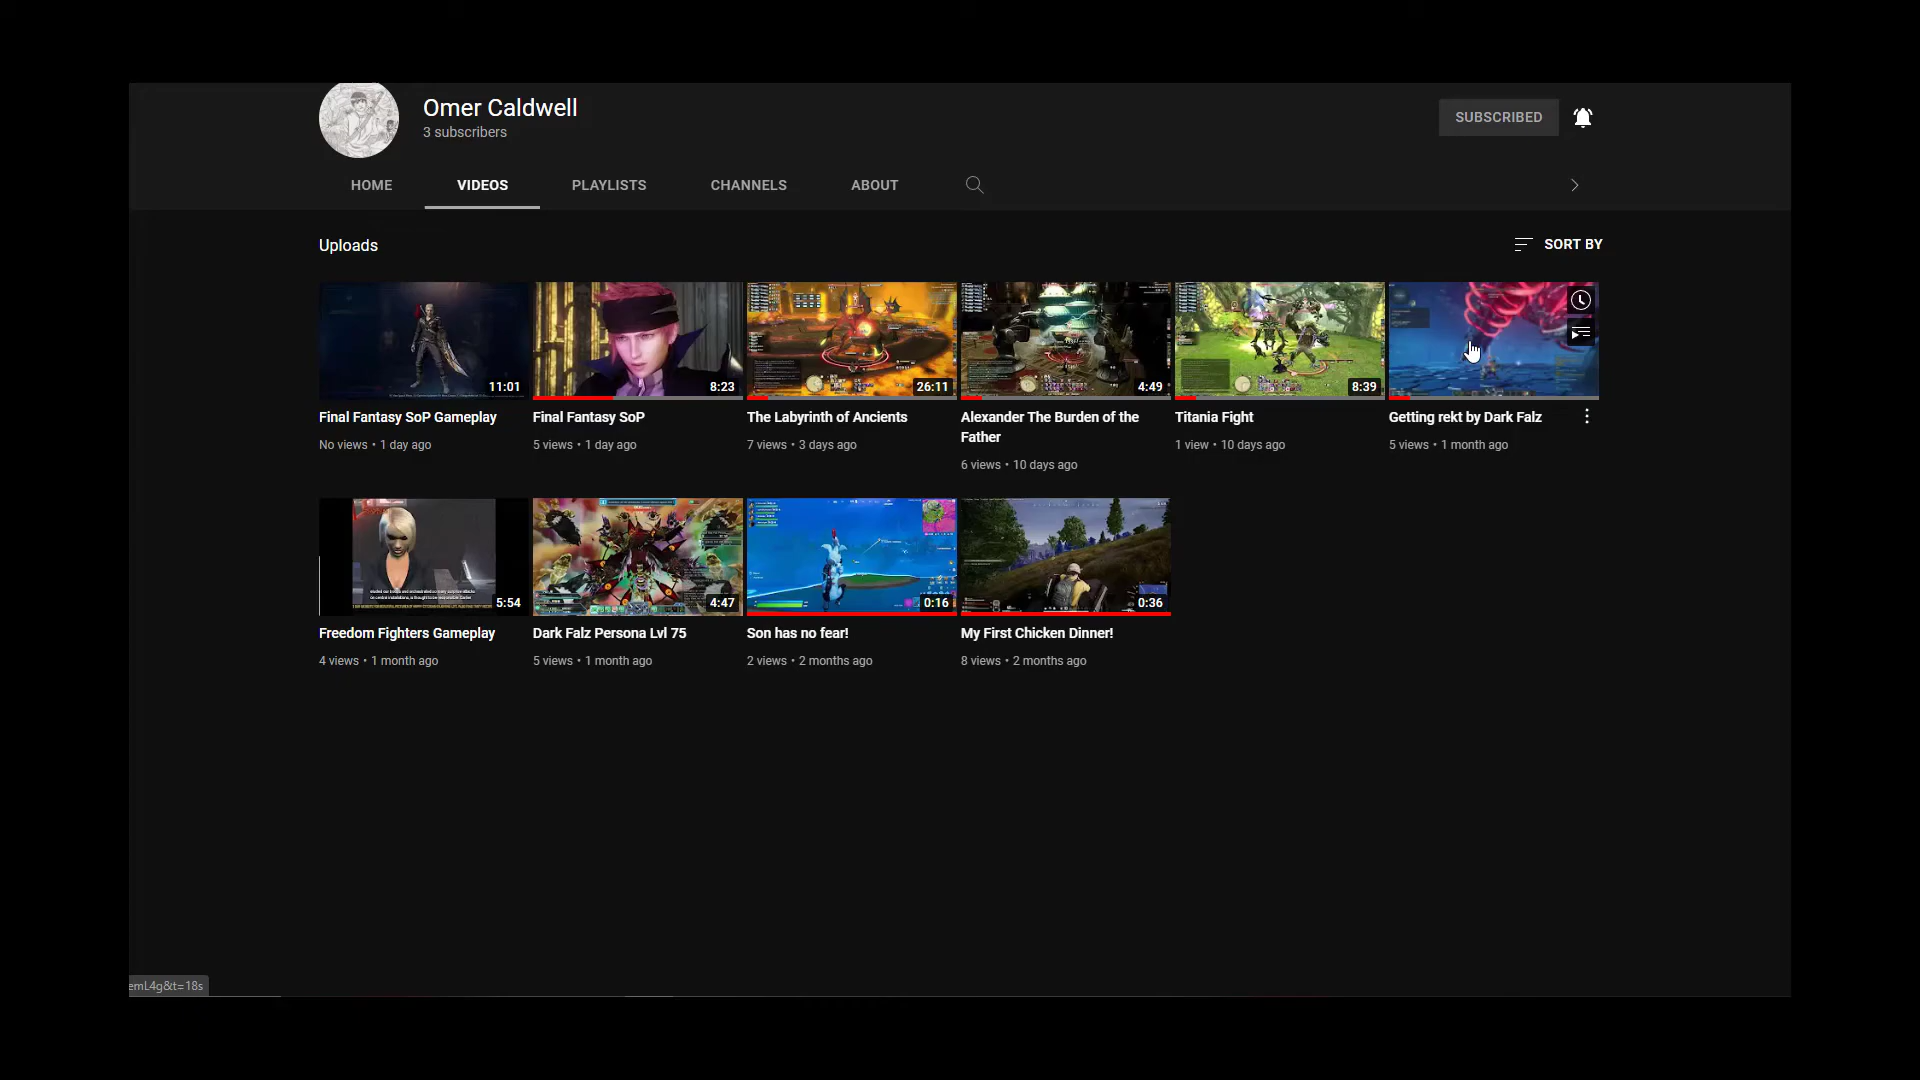 Omer Caldwell
3 subscribers
SUBSCRIBED
HOME
VIDEOS
PLAYLISTS
CHANNELS
ABOUT
Uploads
SORT BY
11:01
8:23
26:11
4:49
8:39
Final Fantasy SoP Gameplay
No views • 1 day ago
Final Fantasy SoP
5 views • 1 day ago
The Labyrinth of Ancients
7 views • 3 days ago
Alexander The Burden of the
Father
6 views • 10 days ago
Titania Fight
1 view • 10 days ago
Getting rekt by Dark Falz
5 views • 1 month ago
5:54
4:47
0:16
0:36
Freedom Fighters Gameplay
4 views • 1 month ago
Dark Falz Persona Lvl 75
5 views • 1 month ago
Son has no fear!
2 views • 2 months ago
My First Chicken Dinner!
8 views • 2 months ago
emL4g&t=18s